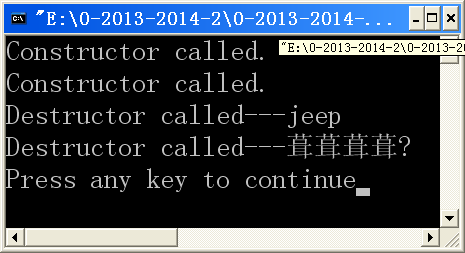 "E:\0-2013-2014-2\0-2013-2014-...
"E:\0-2013-2014-2\0-2013-20
Constructor called.
Constructor called.
Destructor called---jeep
Destructor called---葺葺葺葺?
Press any key to continue